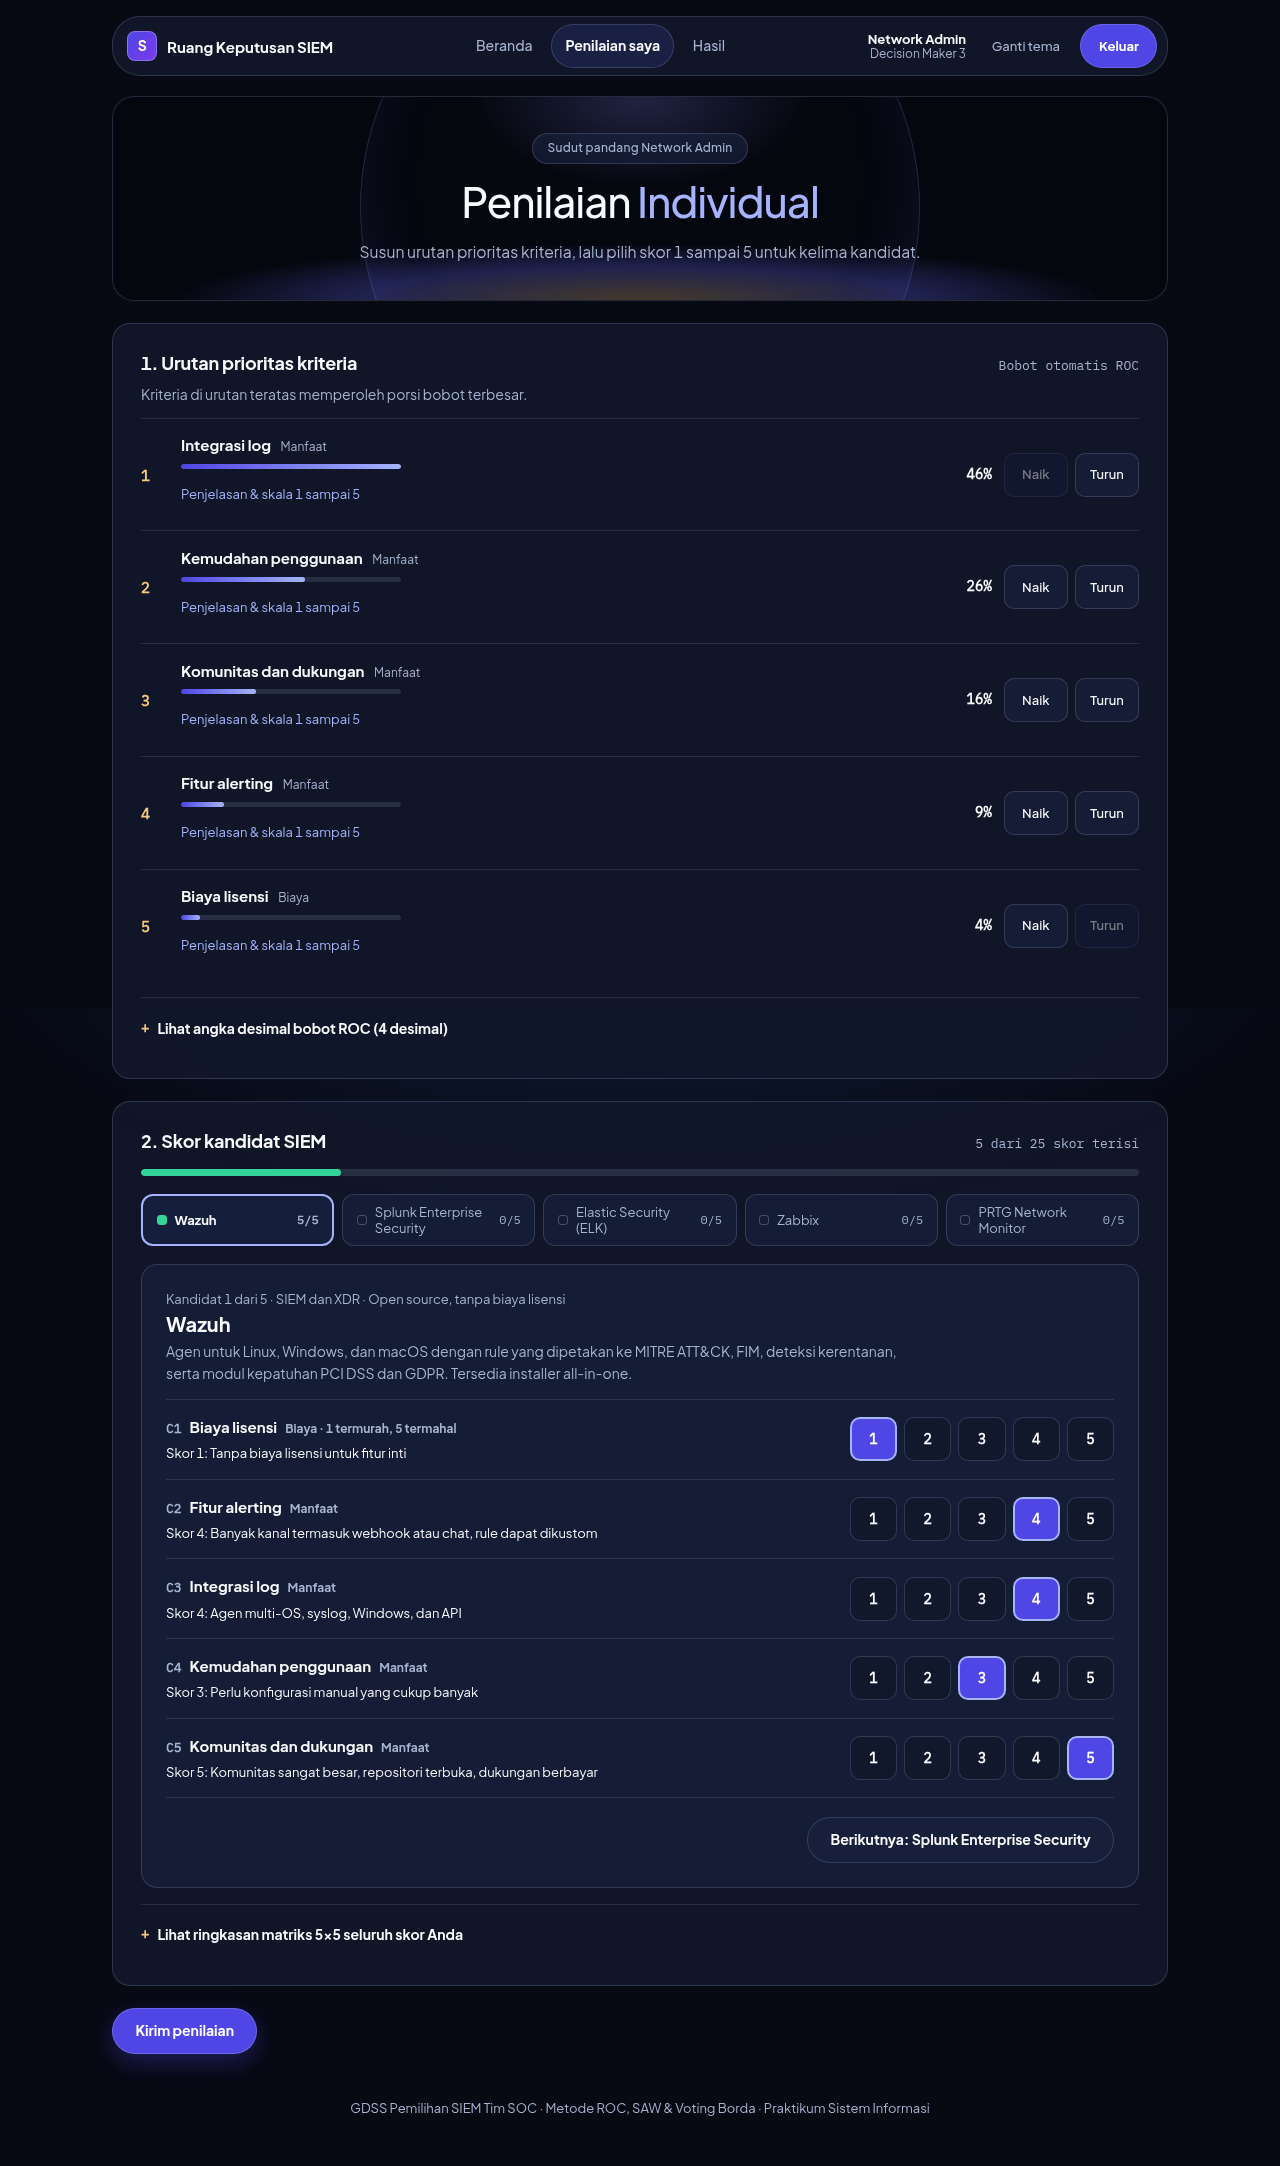 S Ruang Keputusan SIEM Beranda Penilaian saya Hasil Network Admin Decision Maker 3 Ganti tema Keluar
Sudut pandang Network Admin
Penilaian Individual
Susun urutan prioritas kriteria, lalu pilih skor 1 sampai 5 untuk kelima kandidat.
1. Urutan prioritas kriteria Bobot otomatis ROC
Kriteria di urutan teratas memperoleh porsi bobot terbesar.
Integrasi log Manfaat
1 46% Naik Turun
Penjelasan & skala 1 sampai 5
Kemudahan penggunaan Manfaat
2 26% Naik Turun
Penjelasan & skala 1 sampai 5
Komunitas dan dukungan Manfaat
3 16% Naik Turun
Penjelasan & skala 1 sampai 5
Fitur alerting Manfaat
4 9% Naik Turun
Penjelasan & skala 1 sampai 5
Biaya lisensi Biaya
5 4% Naik Turun
Penjelasan & skala 1 sampai 5
+ Lihat angka desimal bobot ROC (4 desimal)
2. Skor kandidat SIEM 5 dari 25 skor terisi
Wazuh 5/5
Splunk Enterprise
Security 0/5
Elastic Security
(ELK) 0/5
Zabbix 0/5
PRTG Network
Monitor 0/5
Kandidat 1 dari 5 · SIEM dan XDR · Open source, tanpa biaya lisensi
Wazuh
Agen untuk Linux, Windows, dan macOS dengan rule yang dipetakan ke MITRE ATT&CK, FIM, deteksi kerentanan,
serta modul kepatuhan PCI DSS dan GDPR. Tersedia installer all-in-one.
C1 Biaya lisensi Biaya · 1 termurah, 5 termahal 1 2 3 4 5
Skor 1: Tanpa biaya lisensi untuk fitur inti
C2 Fitur alerting Manfaat 1 2 3 4 5
Skor 4: Banyak kanal termasuk webhook atau chat, rule dapat dikustom
C3 Integrasi log Manfaat 1 2 3 4 5
Skor 4: Agen multi-OS, syslog, Windows, dan API
C4 Kemudahan penggunaan Manfaat 1 2 3 4 5
Skor 3: Perlu konfigurasi manual yang cukup banyak
C5 Komunitas dan dukungan Manfaat 1 2 3 4 5
Skor 5: Komunitas sangat besar, repositori terbuka, dukungan berbayar
Berikutnya: Splunk Enterprise Security
+ Lihat ringkasan matriks 5×5 seluruh skor Anda
Kirim penilaian
GDSS Pemilihan SIEM Tim SOC · Metode ROC, SAW & Voting Borda · Praktikum Sistem Informasi